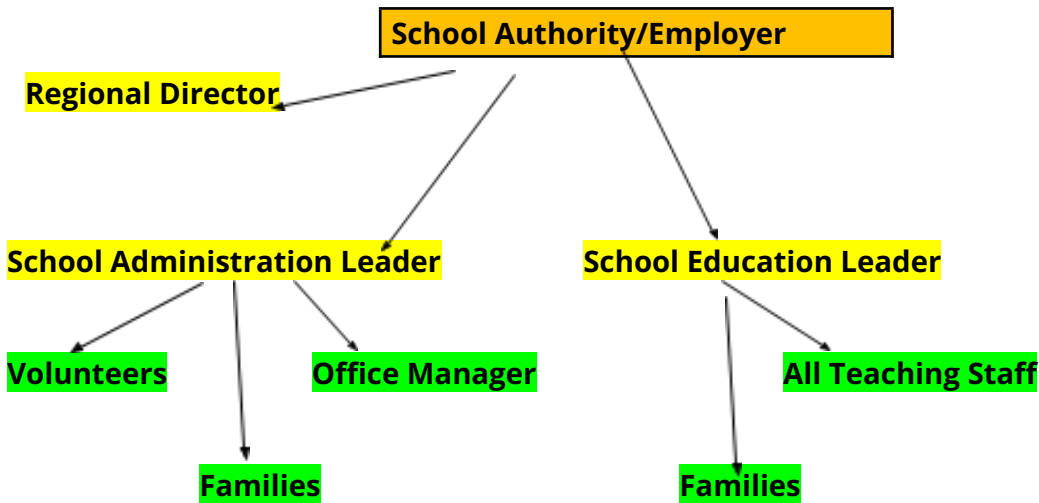 School Authority/Employer
Regional Director
School Administration Leader
School Education Leader
Volunteers
Office Manager
All Teaching Staff
Families
Families